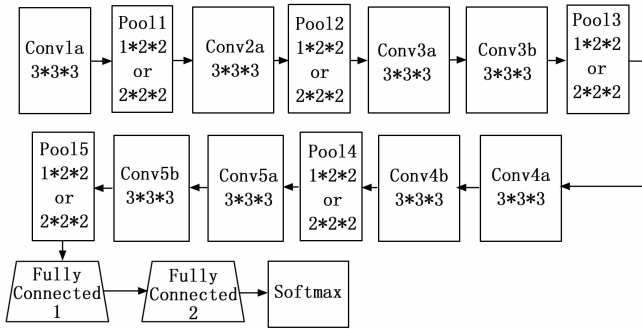 Conv1a
3*3*3
Pool1
1*2*2
or
2*2*2
Conv2a
3*3*3
Pool2
1*2*2
or
2*2*2
Conv3a
3*3*3
Conv3b
3*3*3
Pool3
1*2*2
or
2*2*2
Conv4a
3*3*3
Conv4b
3*3*3
Pool4
1*2*2
or
2*2*2
Conv5a
3*3*3
Conv5b
3*3*3
Pool5
1*2*2
or
2*2*2
Fully
Connected
1
Fully
Connected
2
Softmax